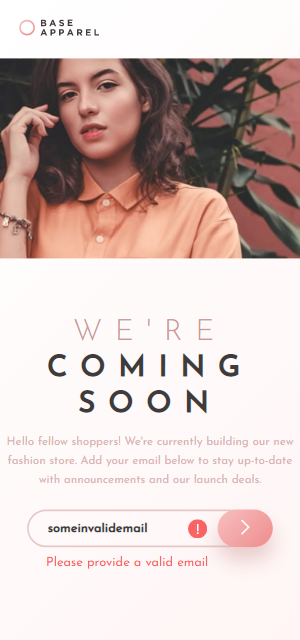 BASE
APPAREL
WE'RE
COMING
SOON
Hello fellow shoppers! We're currently building our new
fashion store. Add your email below to stay up-to-date
with announcements and our launch deals.
someinvalidemail
!
Please provide a valid email